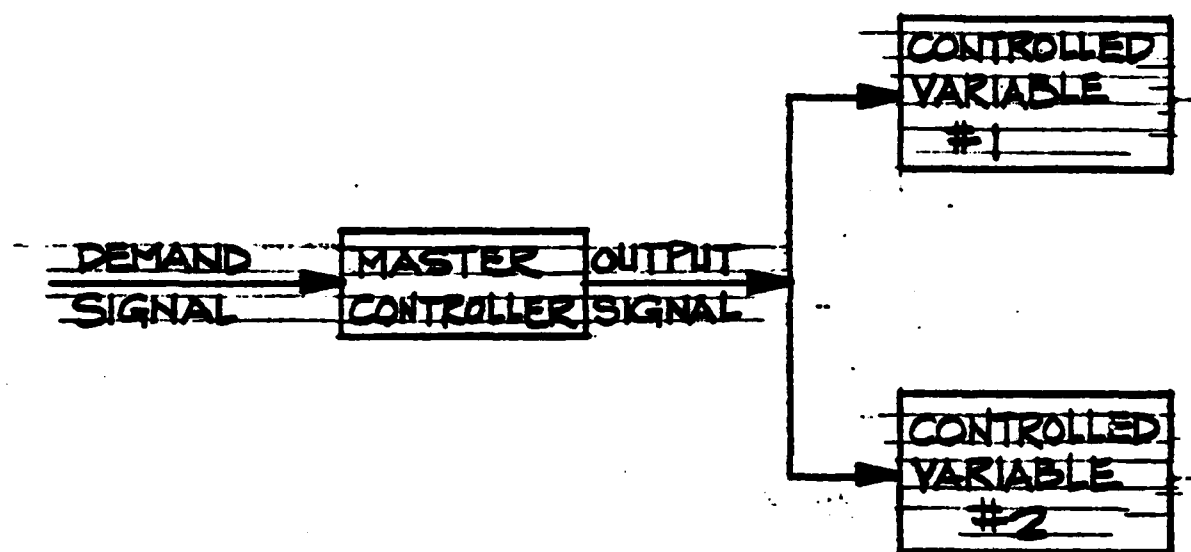 CONTROLLED
VARIABLE
#1
DEMAND
SIGNAL
MASTER
CONTROLLER
OUTPUT
SIGNAL
CONTROLLED
VARIABLE
#2